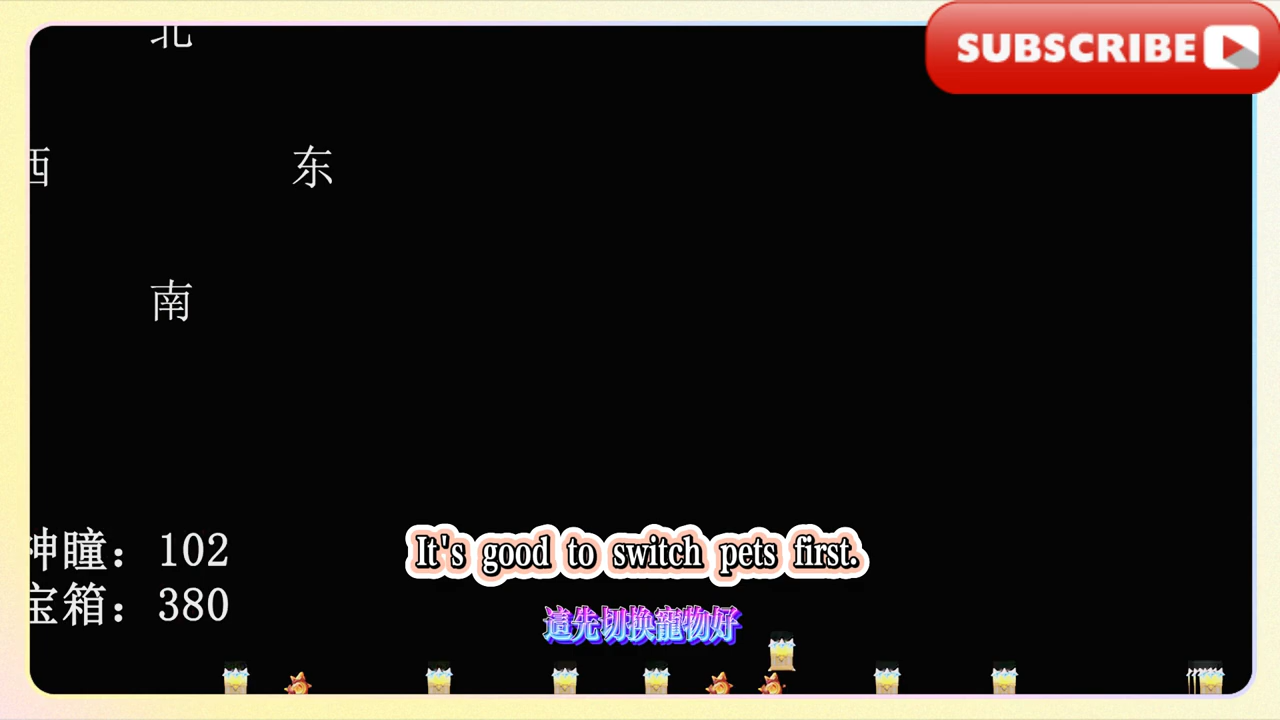 北
SUBSCRIBE
西 东
南
神瞳：102
宝箱：380
It's good to switch pets first.
這先切换寵物好